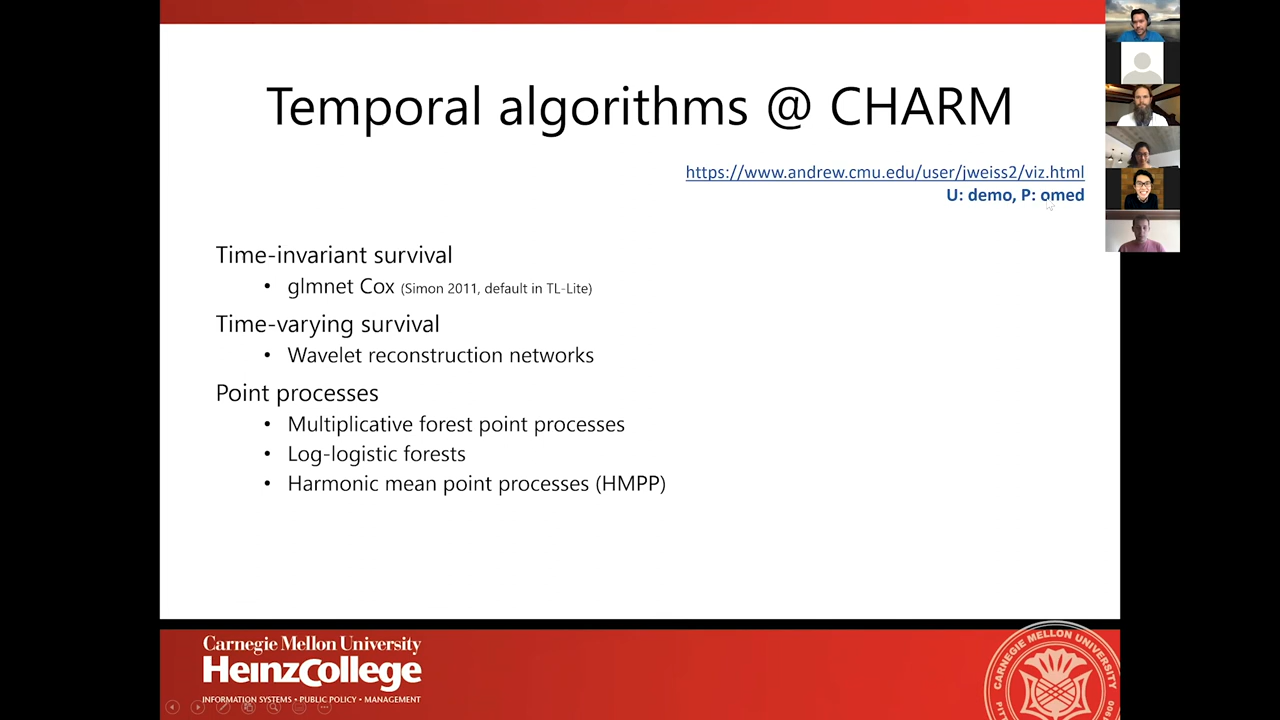 Temporal algorithms @ CHARM
https://www.andrew.cmu.edu/user/jweiss2/viz.html
U: demo, P: omed
Time-invariant survival
• glmnet Cox (Simon 2011, default in TL-Lite)
Time-varying survival
• Wavelet reconstruction networks
Point processes
• Multiplicative forest point processes
• Log-logistic forests
• Harmonic mean point processes (HMPP)
Carnegie Mellon University
HeinzCollege
INFORMATION SYSTEMS • PUBLIC POLICY • MANAGEMENT
CARNEGIE MELLON UNIVERSITY